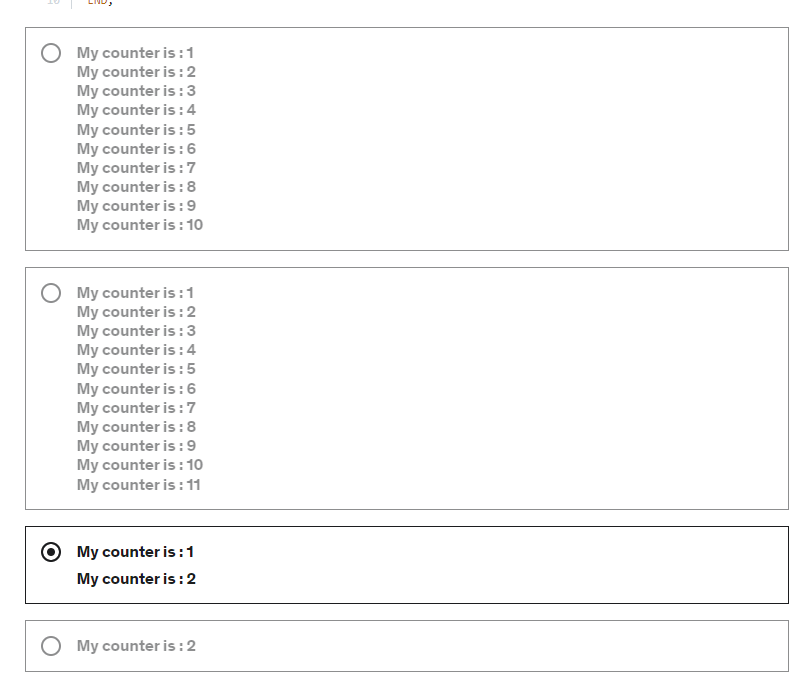 10 END;
My counter is : 1
My counter is : 2
My counter is : 3
My counter is : 4
My counter is : 5
My counter is : 6
My counter is : 7
My counter is : 8
My counter is : 9
My counter is : 10
My counter is : 1
My counter is : 2
My counter is : 3
My counter is : 4
My counter is : 5
My counter is : 6
My counter is : 7
My counter is : 8
My counter is : 9
My counter is : 10
My counter is : 11
My counter is : 1
My counter is : 2
My counter is : 2